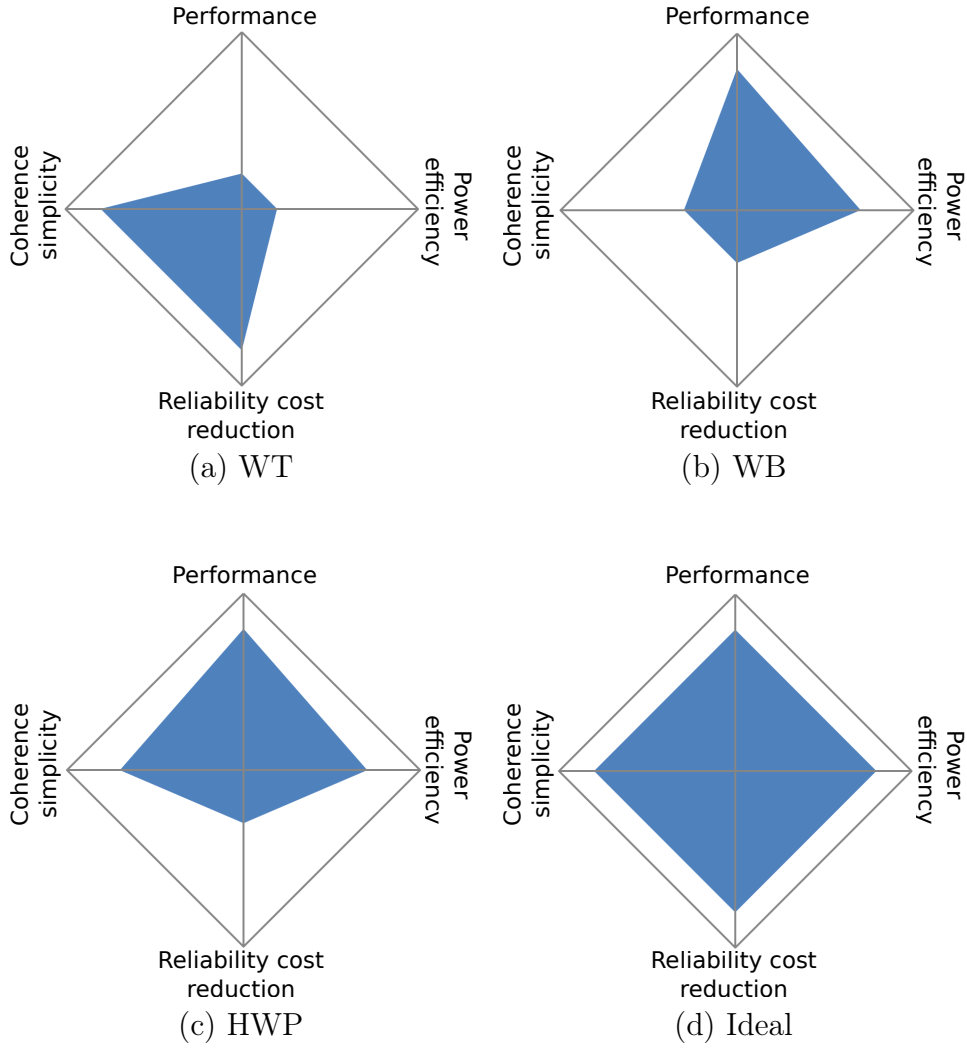 Performance
Coherence
simplicity
Power
efficiency
Reliability cost
reduction
(a) WT
Performance
Coherence
simplicity
Power
efficiency
Reliability cost
reduction
(b) WB
Performance
Coherence
simplicity
Power
efficiency
Reliability cost
reduction
(c) HWP
Performance
Coherence
simplicity
Power
efficiency
Reliability cost
reduction
(d) Ideal